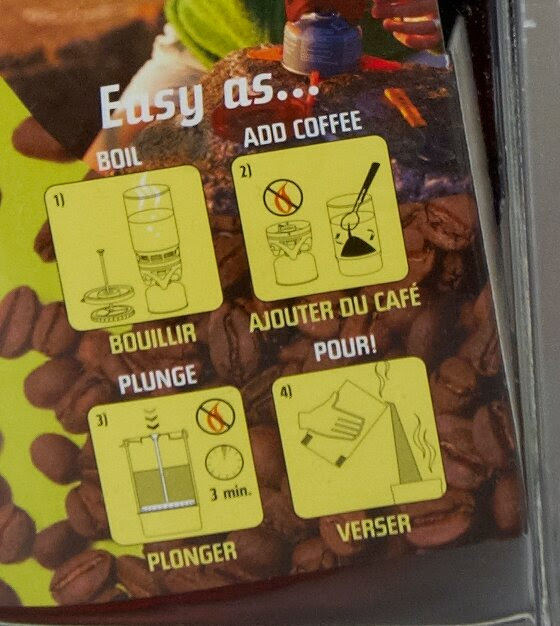 Easy as...
BOIL
1)
BOUILLIR
ADD COFFEE
2)
AJOUTER DU CAFÉ
PLUNGE
3)
3 min.
PLONGER
POUR!
4)
VERSER